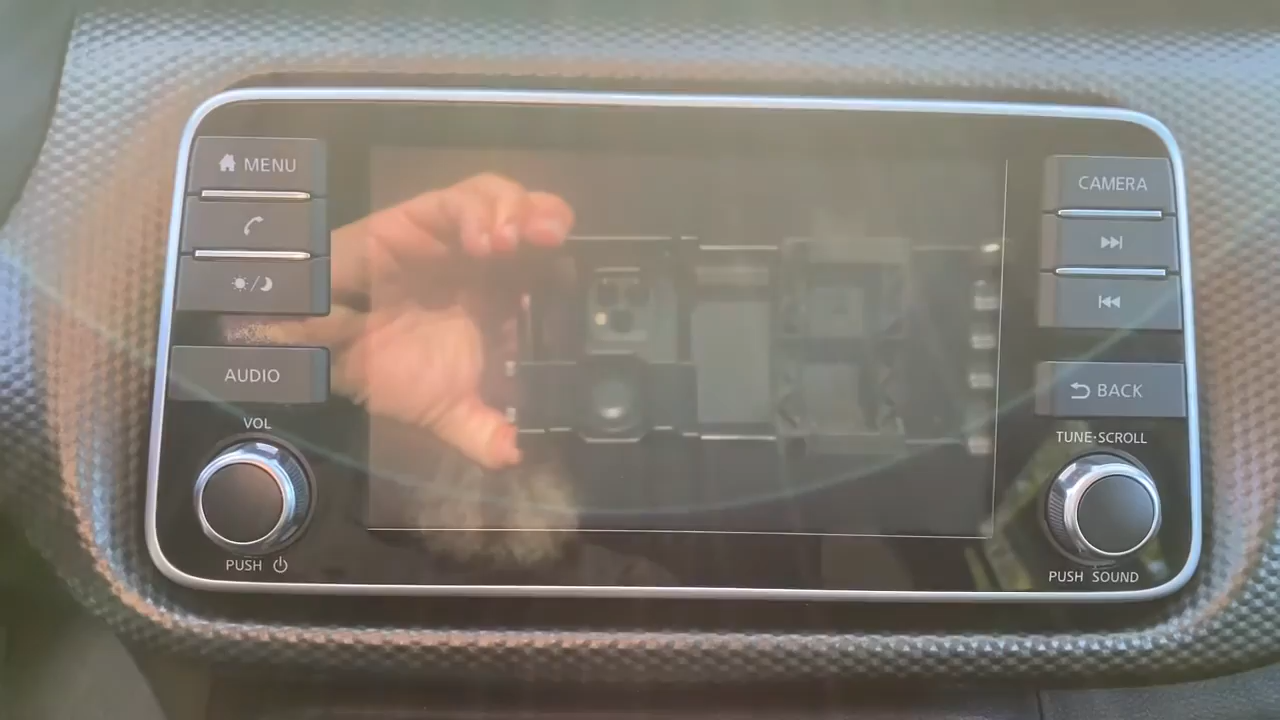 MENU
AUDIO
VOL
PUSH
CAMERA
BACK
TUNE·SCROLL
PUSH SOUND